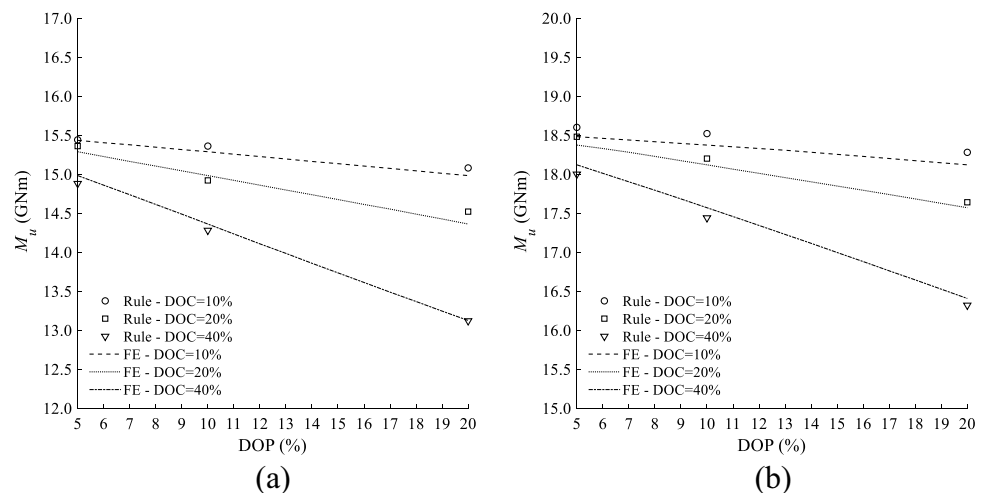 17.0
16.5
16.0
15.5
15.0
14.5
14.0
13.5
13.0
12.5
12.0
M_u (GNm)
Rule - DOC=10%
Rule - DOC=20%
Rule - DOC=40%
FE - DOC=10%
FE - DOC=20%
FE - DOC=40%
5 6 7 8 9 10 11 12 13 14 15 16 17 18 19 20
DOP (%)
(a)
20.0
19.5
19.0
18.5
18.0
17.5
17.0
16.5
16.0
15.5
15.0
M_u (GNm)
Rule - DOC=10%
Rule - DOC=20%
Rule - DOC=40%
FE - DOC=10%
FE - DOC=20%
FE - DOC=40%
5 6 7 8 9 10 11 12 13 14 15 16 17 18 19 20
DOP (%)
(b)